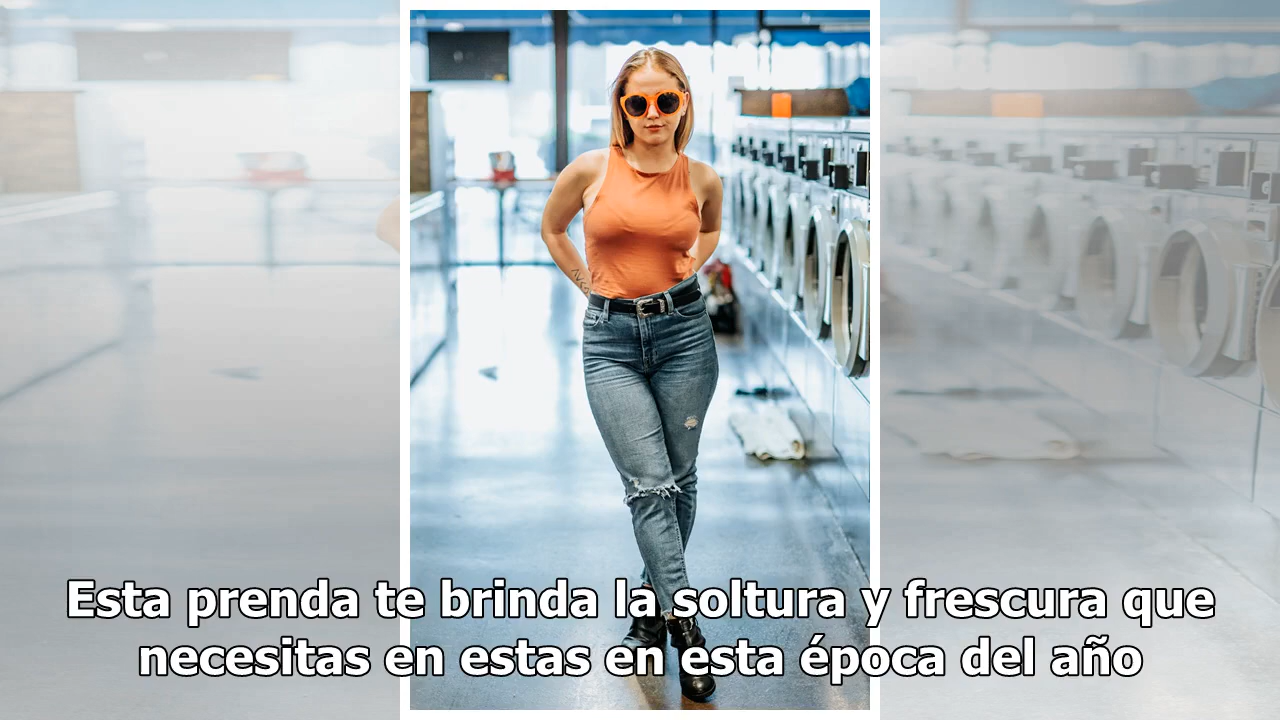 Esta prenda te brinda la soltura y frescura que
necesitas en estas en esta época del año